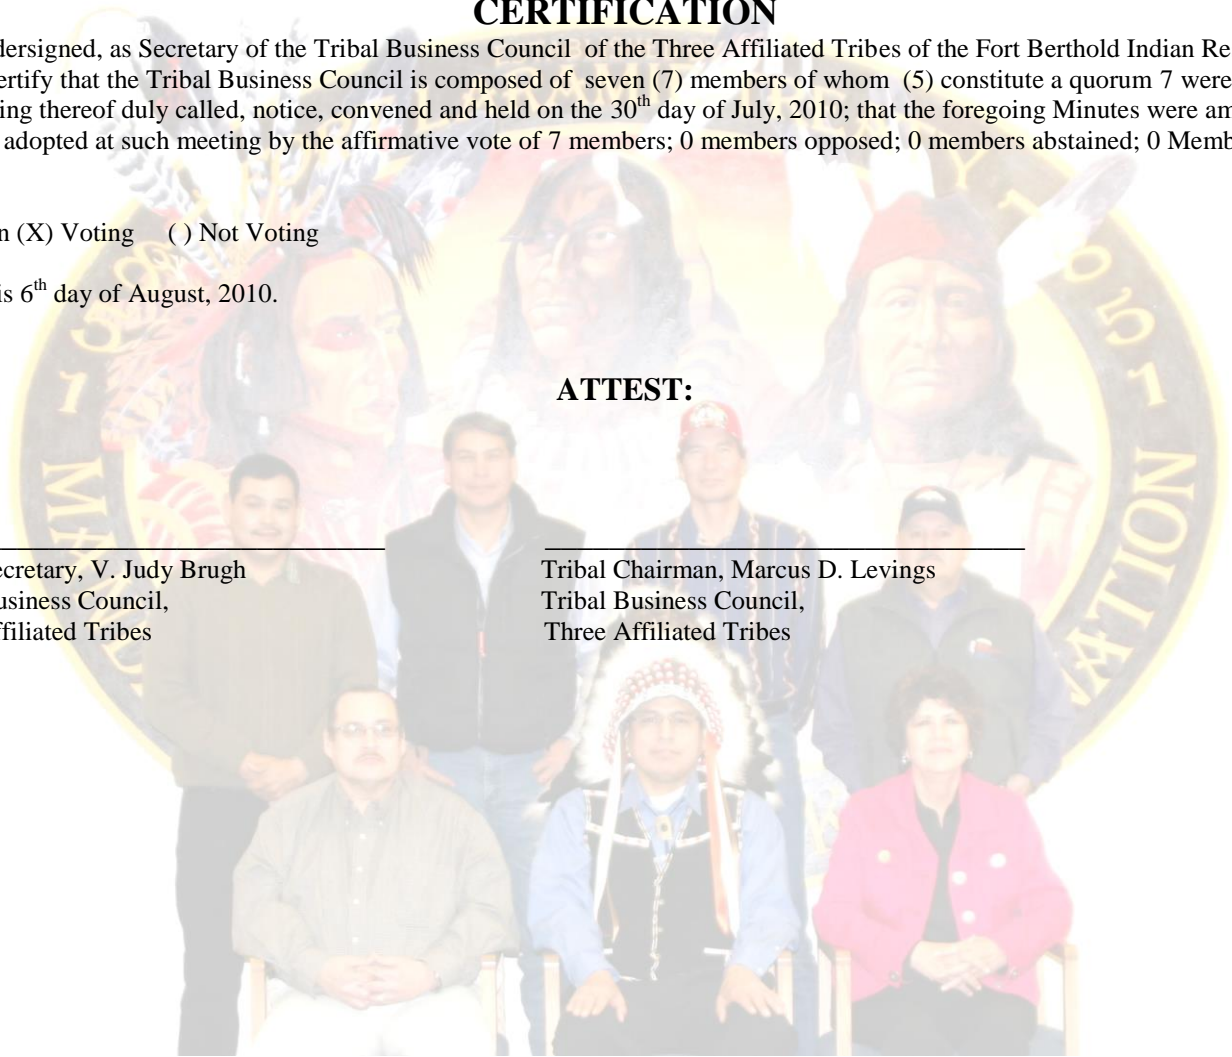 CERTIFICATION
dersigned, as Secretary of the Tribal Business Council of the Three Affiliated Tribes of the Fort Berthold Indian Re
ertify that the Tribal Business Council is composed of seven (7) members of whom (5) constitute a quorum 7 were
ing thereof duly called, notice, convened and held on the 30th day of July, 2010; that the foregoing Minutes were am
adopted at such meeting by the affirmative vote of 7 members; 0 members opposed; 0 members abstained; 0 Memb
n (X) Voting ( ) Not Voting
is 6th day of August, 2010.
ATTEST:
ecretary, V. Judy Brugh
usiness Council,
ffiliated Tribes
Tribal Chairman, Marcus D. Levings
Tribal Business Council,
Three Affiliated Tribes
1951
NATION